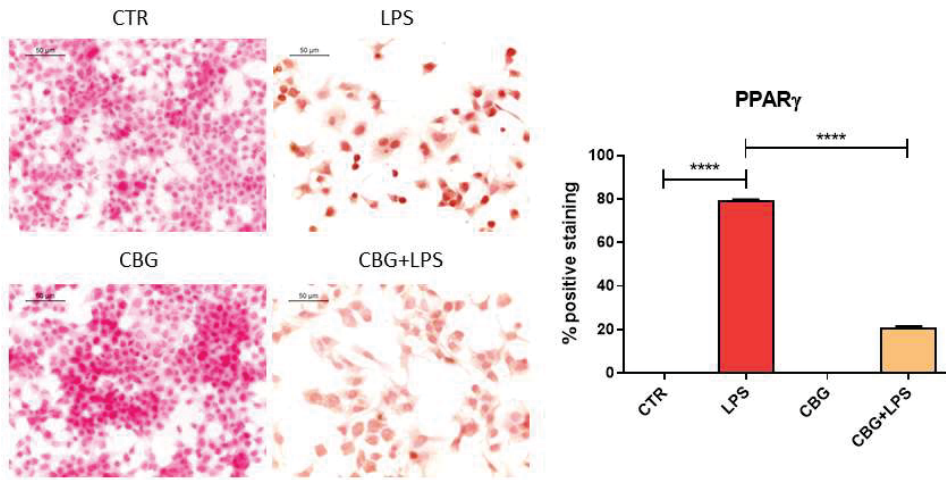 CTR
LPS
50 µm
50 µm
CBG
CBG+LPS
50 µm
50 µm
PPARγ
****
****
% positive staining
100
80
60
40
20
0
CTR
LPS
CBG
CBG+LPS